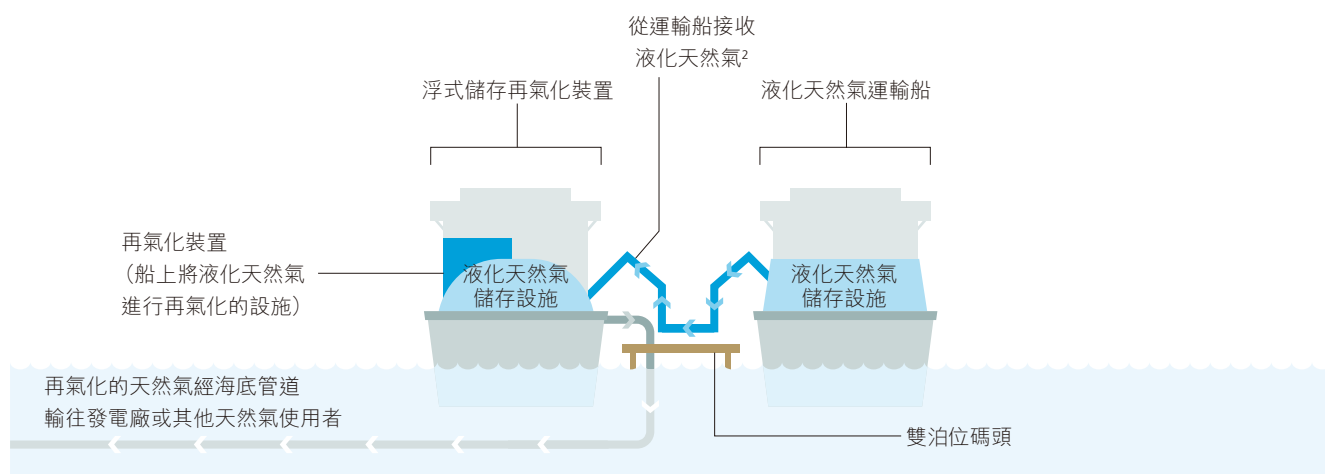 從運輸船接收
液化天然氣²
浮式儲存再氣化裝置
液化天然氣運輸船
再氣化裝置
（船上將液化天然氣
進行再氣化的設施）
液化天然氣
儲存設施
液化天然氣
儲存設施
再氣化的天然氣經海底管道
輸往發電廠或其他天然氣使用者
雙泊位碼頭